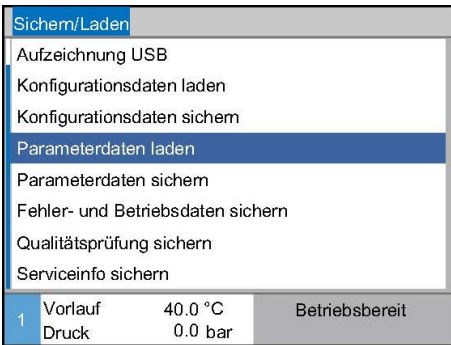 Sichern/Laden
Aufzeichnung USB
Konfigurationsdaten laden
Konfigurationsdaten sichern
Parameterdaten laden
Parameterdaten sichern
Fehler- und Betriebsdaten sichern
Qualitätsprüfung sichern
Serviceinfo sichern
1 Vorlauf 40.0 °C Betriebsbereit
Druck 0.0 bar